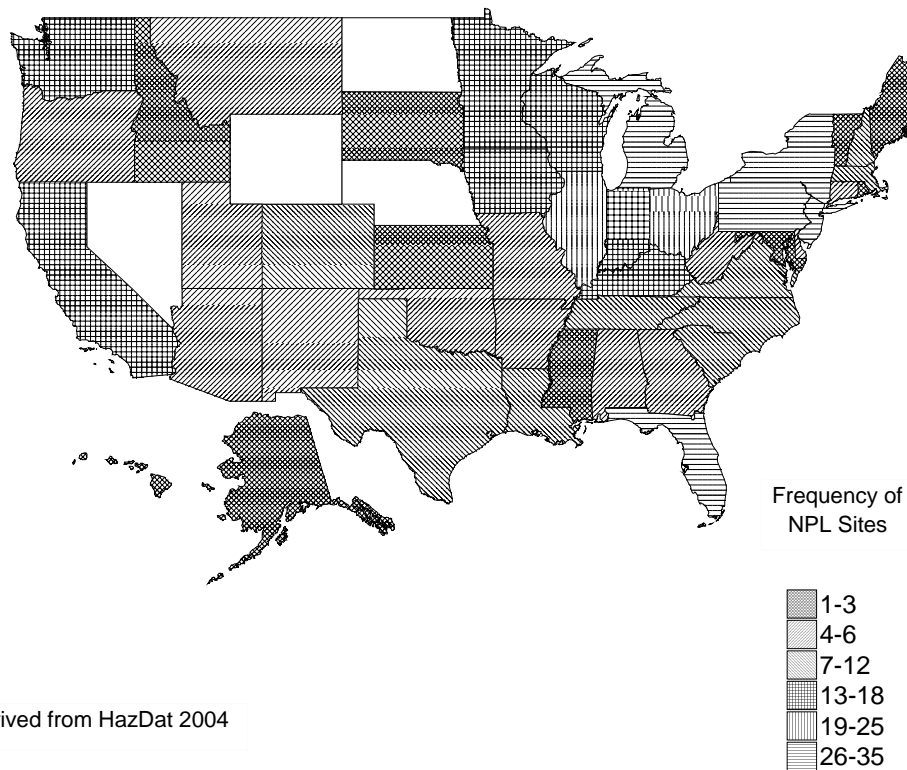 Frequency of
NPL Sites
1-3
4-6
7-12
13-18
19-25
26-35
rived from HazDat 2004